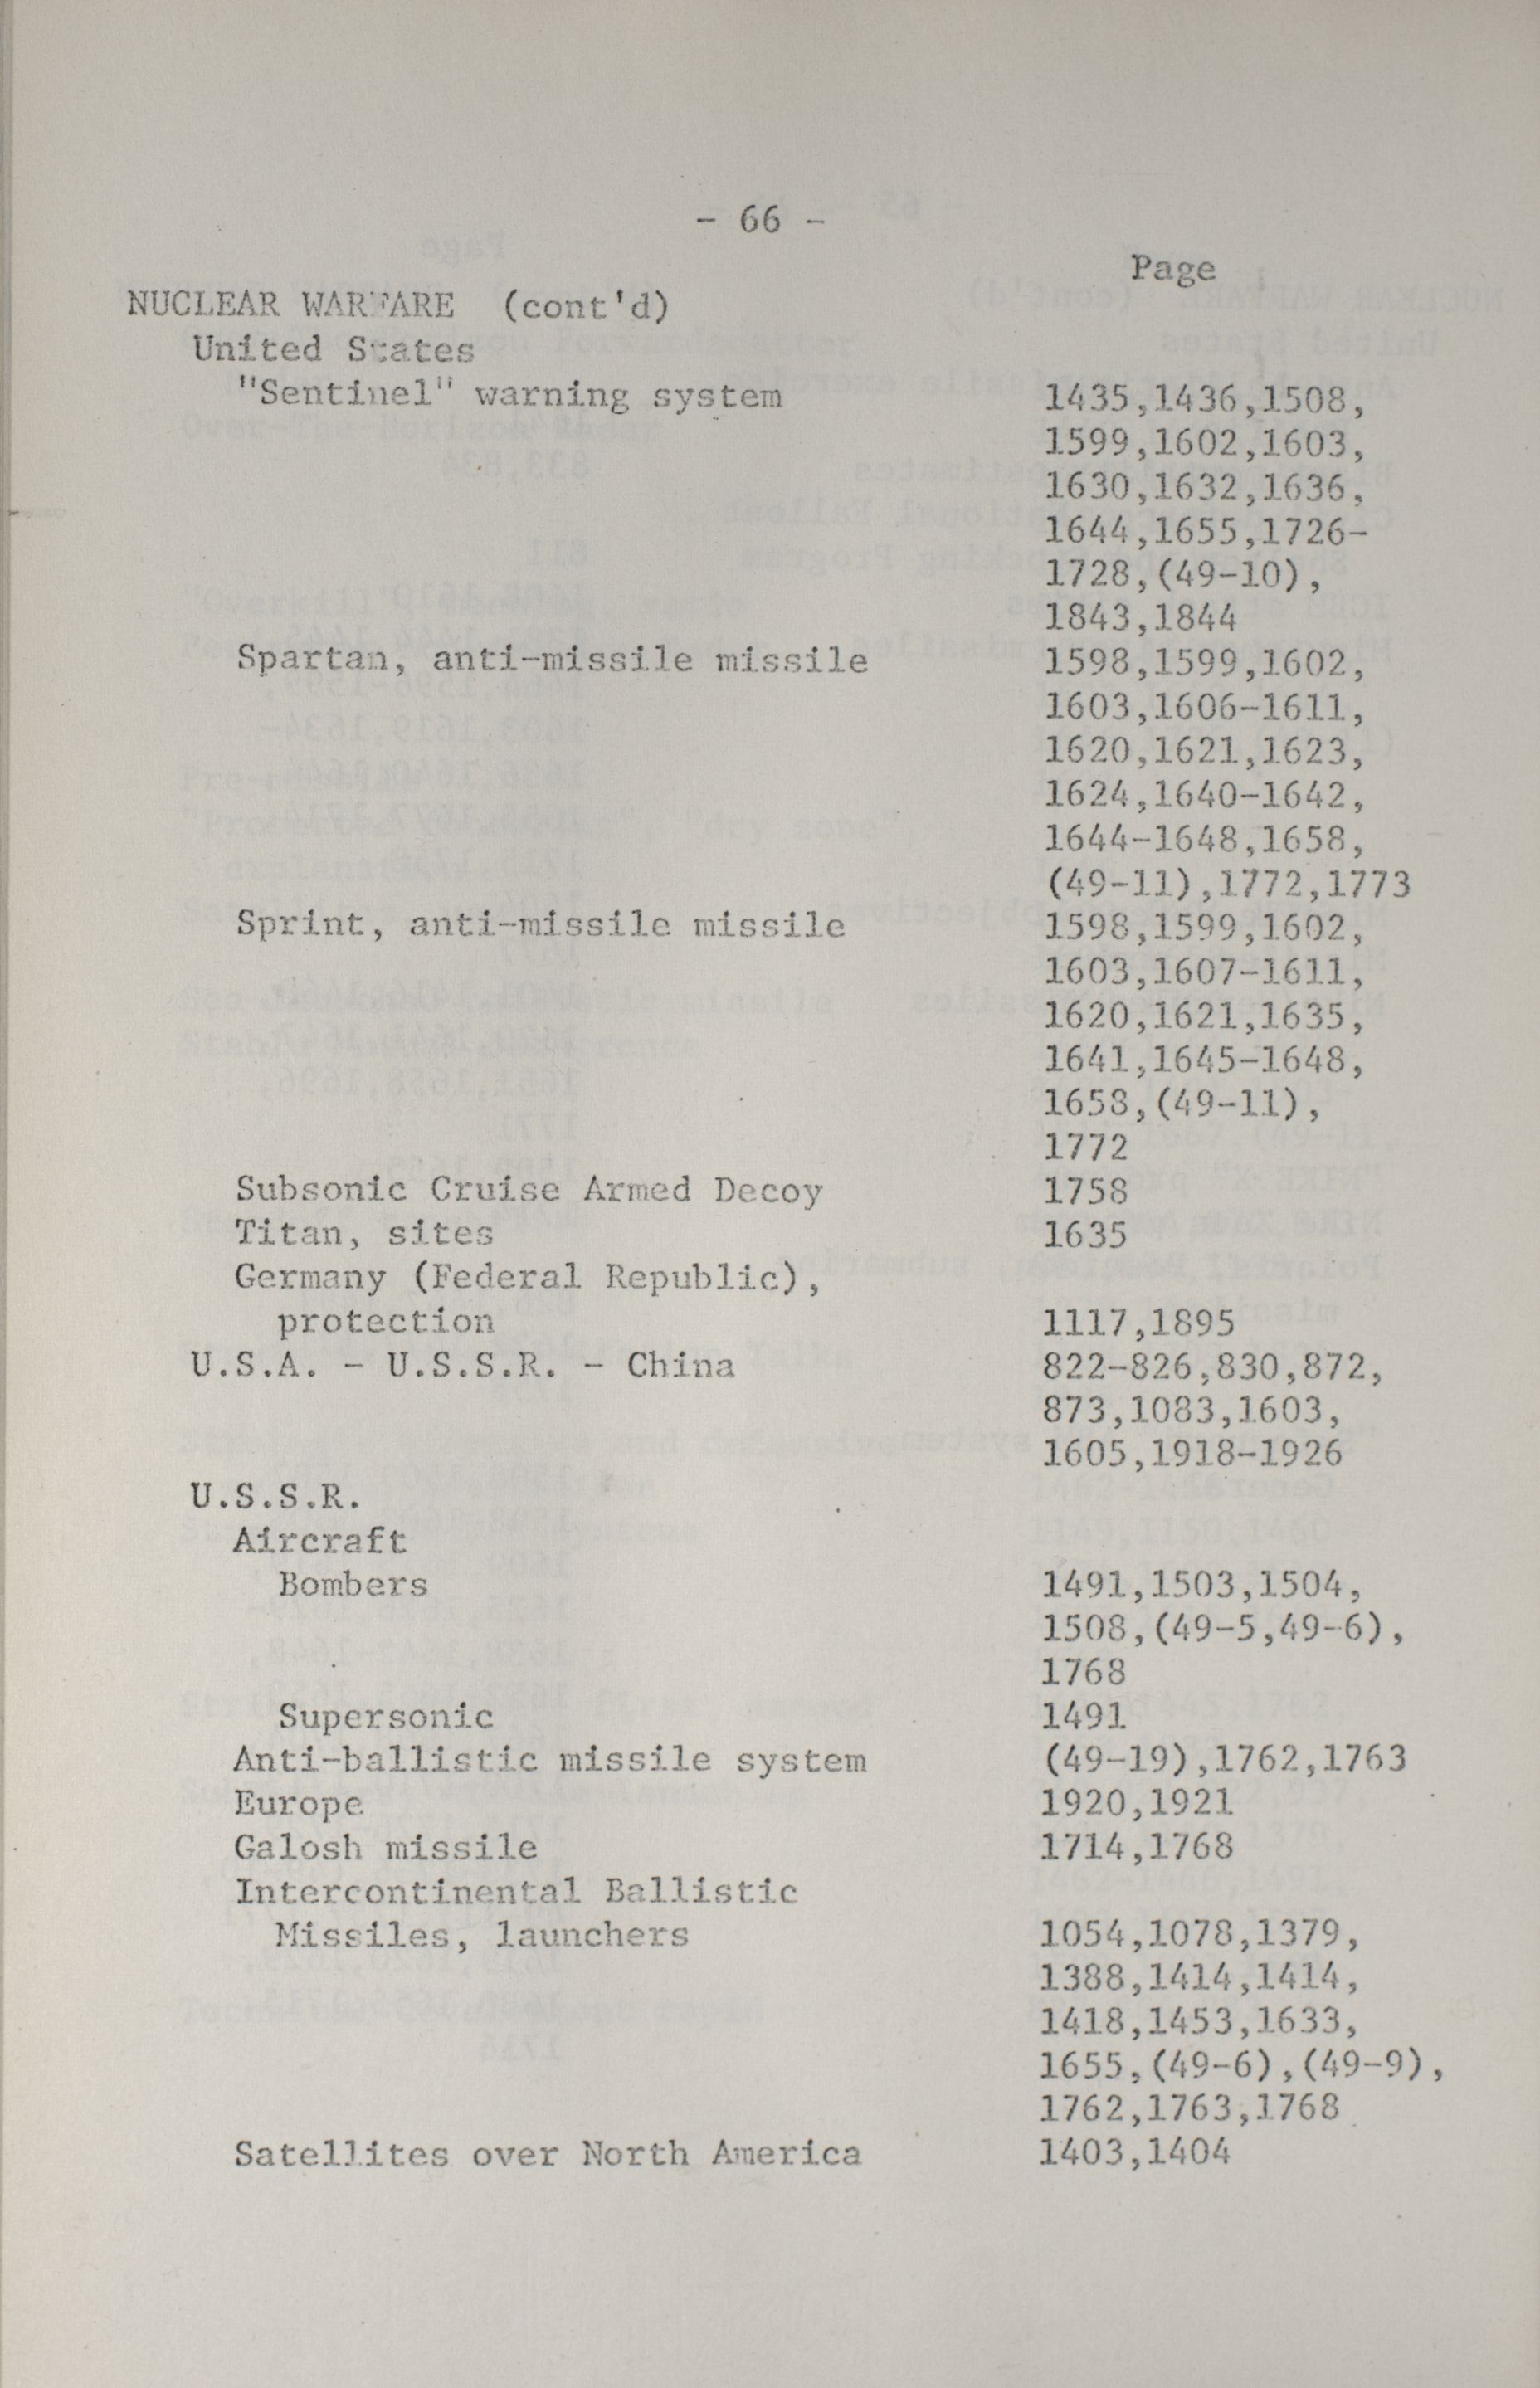 - 66 -
Page
NUCLEAR WARFARE (cont'd)
United States
"Sentinel" warning system 1435,1436,1508,
1599,1602,1603,
1630,1632,1636,
1644,1655,1726-
1728,(49-10),
1843,1844
Spartan, anti-missile missile 1598,1599,1602,
1603,1606-1611,
1620,1621,1623,
1624,1640-1642,
1644-1648,1658,
(49-11),1772,1773
Sprint, anti-missile missile 1598,1599,1602,
1603,1607-1611,
1620,1621,1635,
1641,1645-1648,
1658,(49-11),
1772
Subsonic Cruise Armed Decoy 1758
Titan, sites 1635
Germany (Federal Republic),
protection 1117,1895
U.S.A. - U.S.S.R. - China 822-826,830,872,
873,1083,1603,
1605,1918-1926
U.S.S.R.
Aircraft
Bombers 1491,1503,1504,
1508,(49-5,49-6),
1768
Supersonic 1491
Anti-ballistic missile system (49-19),1762,1763
Europe 1920,1921
Galosh missile 1714,1768
Intercontinental Ballistic
Missiles, launchers 1054,1078,1379,
1388,1414,1414,
1418,1453,1633,
1655,(49-6),(49-9),
1762,1763,1768
Satellites over North America 1403,1404